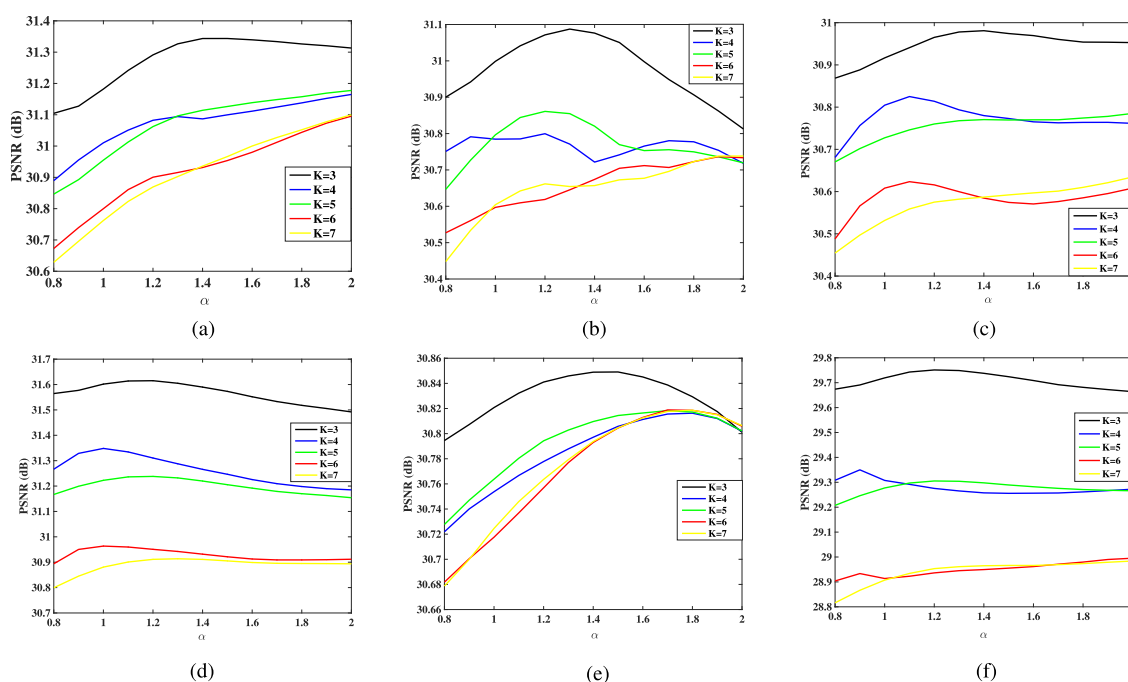 31.4
31.3
31.2
31.1
31
30.9
30.8
30.7
30.6
PSNR (dB)
K=3
K=4
K=5
K=6
K=7
0.8 1 1.2 1.4 1.6 1.8 2
α
(a)
31.1
31
30.9
30.8
30.7
30.6
30.5
30.4
PSNR (dB)
K=3
K=4
K=5
K=6
K=7
0.8 1 1.2 1.4 1.6 1.8 2
α
(b)
31
30.9
30.8
30.7
30.6
30.5
30.4
PSNR (dB)
K=3
K=4
K=5
K=6
K=7
0.8 1 1.2 1.4 1.6 1.8
α
(c)
31.7
31.6
31.5
31.4
31.3
31.2
31.1
31
30.9
30.8
30.7
PSNR (dB)
K=3
K=4
K=5
K=6
K=7
0.8 1 1.2 1.4 1.6 1.8 2
α
(d)
30.86
30.84
30.82
30.8
30.78
30.76
30.74
30.72
30.7
30.68
30.66
PSNR (dB)
K=3
K=4
K=5
K=6
K=7
0.8 1 1.2 1.4 1.6 1.8 2
α
(e)
29.8
29.7
29.6
29.5
29.4
29.3
29.2
29.1
29
28.9
28.8
PSNR (dB)
K=3
K=4
K=5
K=6
K=7
0.8 1 1.2 1.4 1.6 1.8 2
α
(f)